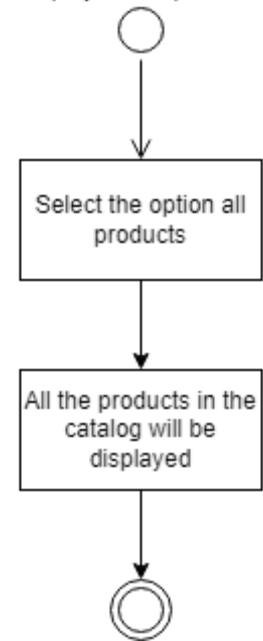 Select the option all
products
All the products in the
catalog will be
displayed